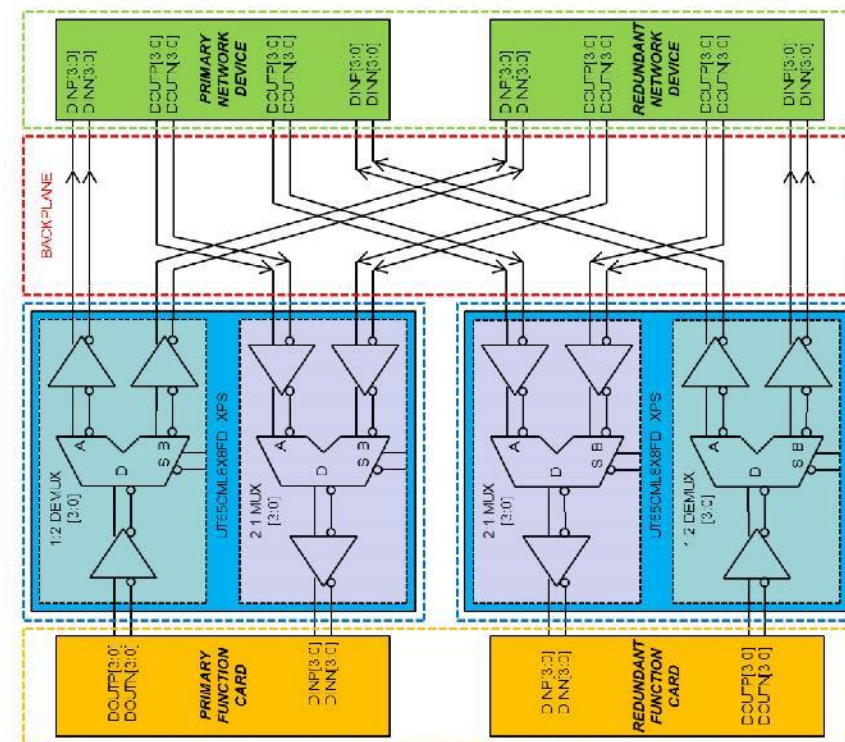 DINP[3:0]
DINN[3:0]
DOUTP[3:0]
DOUTN[3:0]
PRIMARY
NETWORK
DEVICE
DOUTP[3:0]
DOUTN[3:0]
DINP[3:0]
DINN[3:0]
DINP[3:0]
DINN[3:0]
DOUTP[3:0]
DOUTN[3:0]
REDUNDANT
NETWORK
DEVICE
DOUTP[3:0]
DOUTN[3:0]
DINP[3:0]
DINN[3:0]
BACKPLANE
1:2 DEMUX
[3:0]
D
A
B
S
UT65CML8X8FD XPS
2:1 MUX
[3:0]
D
A
B
S
2:1 MUX
[3:0]
D
A
B
S
UT65CML8X8FD XPS
1:2 DEMUX
[3:0]
D
A
B
S
DOUTP[3:0]
DOUTN[3:0]
PRIMARY
FUNCTION
CARD
DINP[3:0]
DINN[3:0]
DINP[3:0]
DINN[3:0]
REDUNDANT
FUNCTION
CARD
DOUTP[3:0]
DOUTN[3:0]